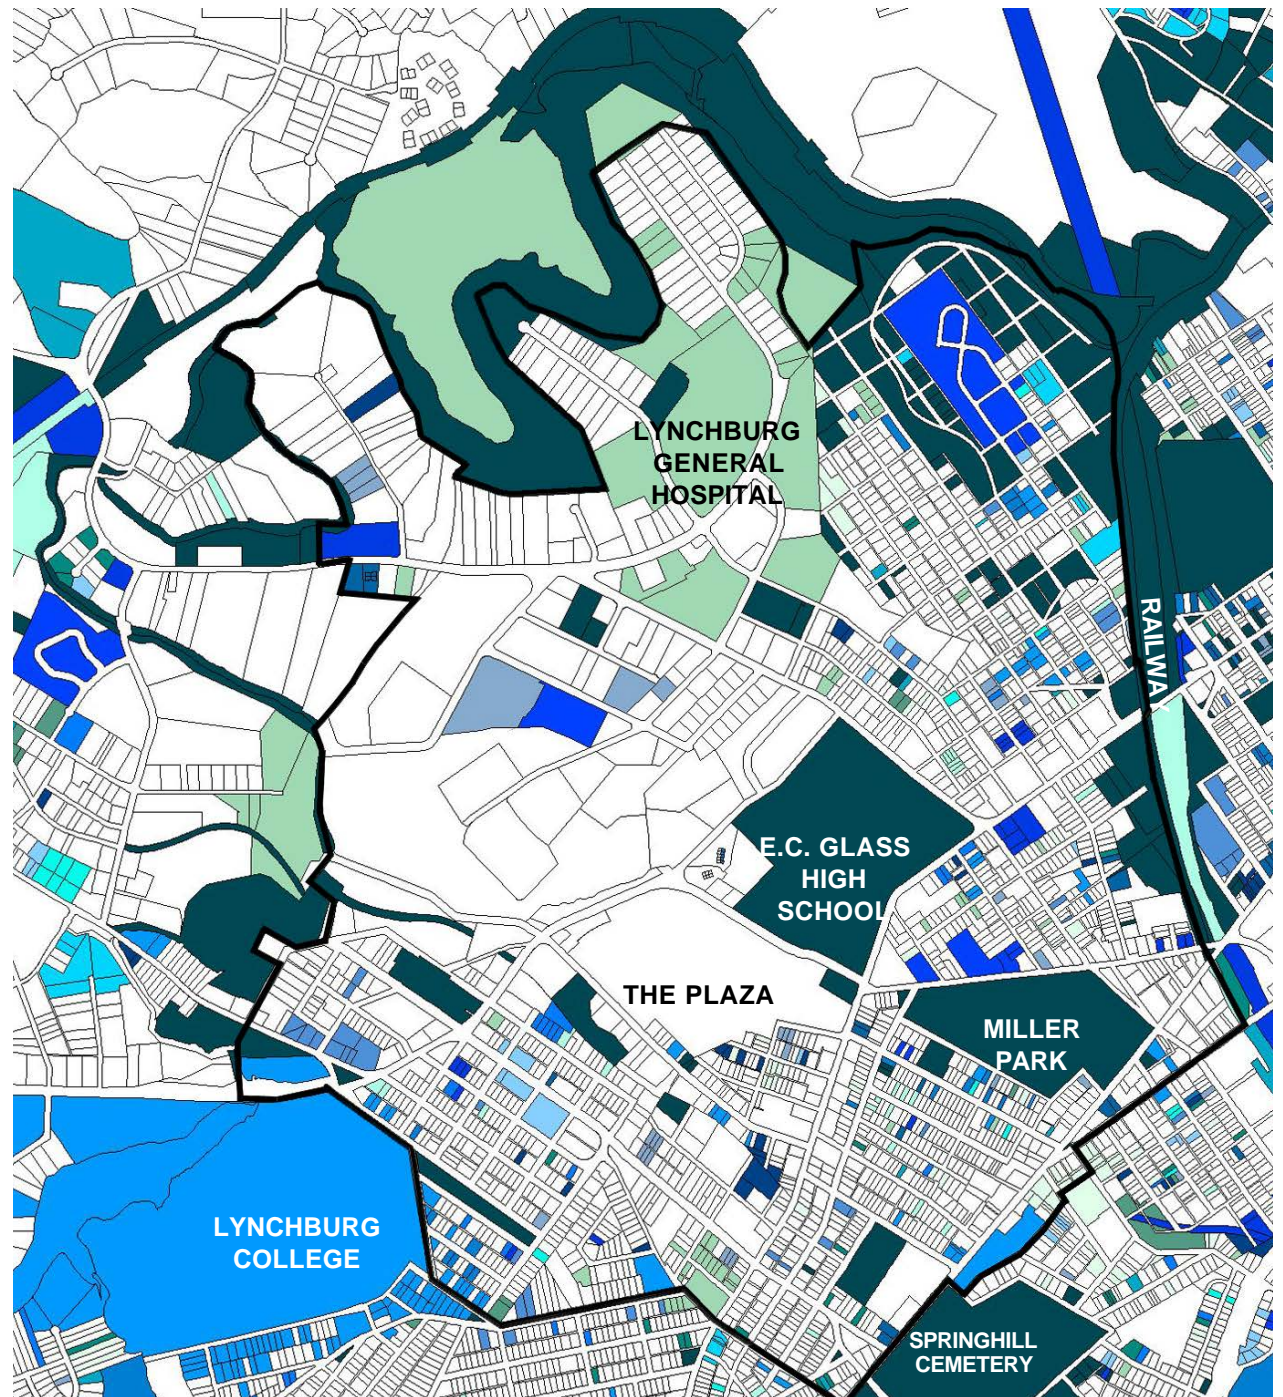 LYNCHBURG
GENERAL
HOSPITAL
RAILWAY
E.C. GLASS
HIGH
SCHOOL
THE PLAZA
MILLER
PARK
LYNCHBURG
COLLEGE
SPRINGHILL
CEMETERY